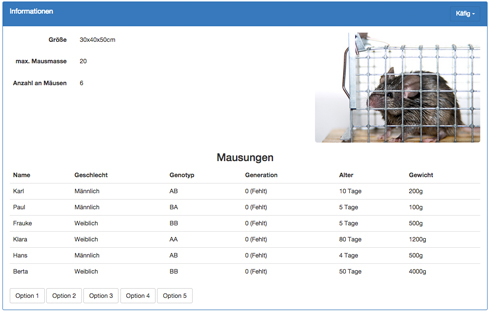 Informationen
Käfig
Größe 30x40x50cm
max. Mausmasse 20
Anzahl an Mäusen 6
Mausungen
Name Geschlecht Genotyp Generation Alter Gewicht
Karl Männlich AB 0 (Fehlt) 10 Tage 200g
Paul Männlich BA 0 (Fehlt) 5 Tage 100g
Frauke Weiblich BB 0 (Fehlt) 5 Tage 500g
Klara Weiblich AA 0 (Fehlt) 80 Tage 1200g
Hans Männlich AB 0 (Fehlt) 4 Tage 500g
Berta Weiblich BB 0 (Fehlt) 50 Tage 4000g
Option 1 Option 2 Option 3 Option 4 Option 5